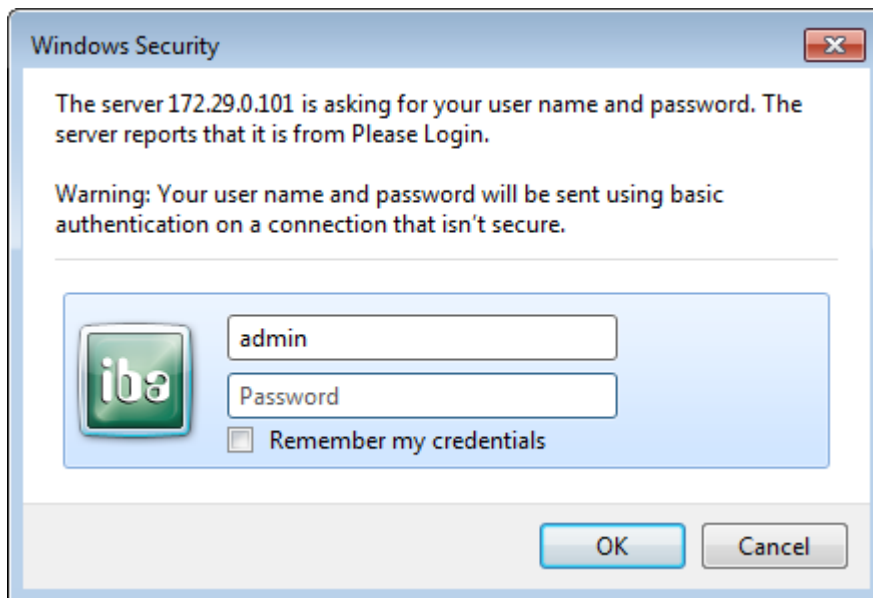 Windows Security
The server 172.29.0.101 is asking for your user name and password. The
server reports that it is from Please Login.
Warning: Your user name and password will be sent using basic
authentication on a connection that isn't secure.
iba
admin
Password
Remember my credentials
OK
Cancel